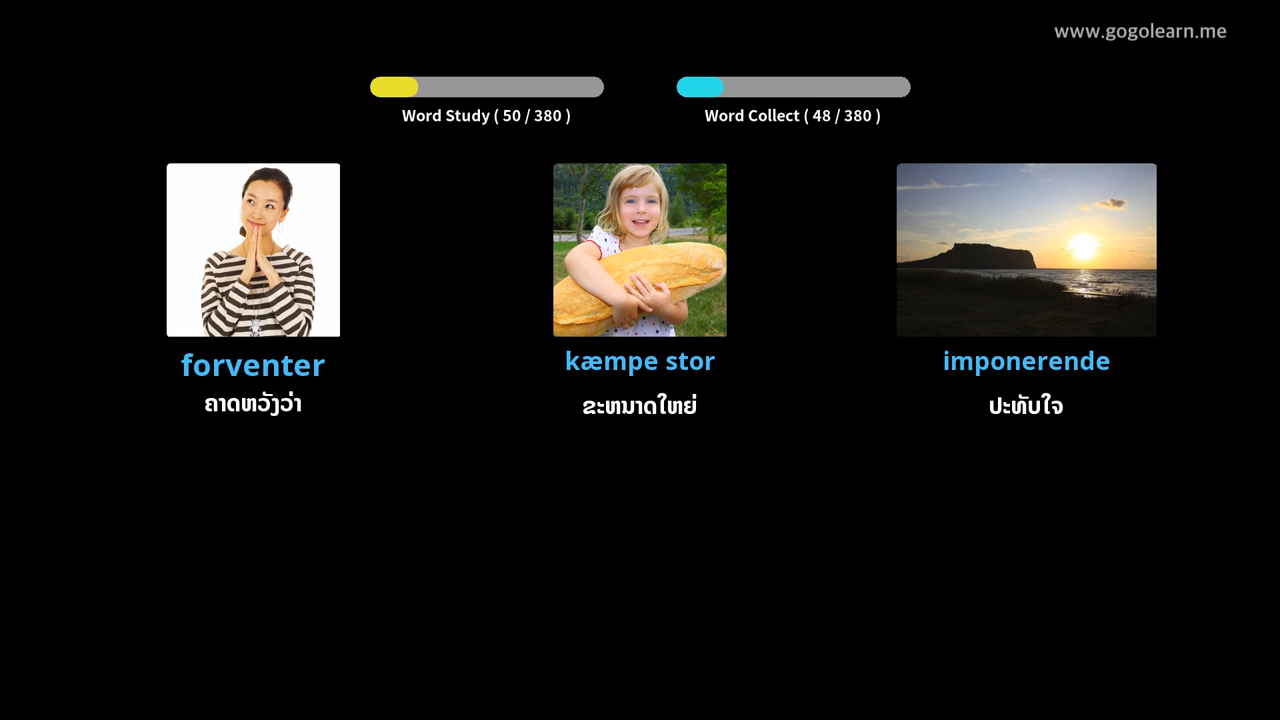 www.gogolearn.me
Word Study ( 50 / 380 )
Word Collect ( 48 / 380 )
forventer
ຄາດຫວັງວ່າ
kæmpe stor
ຂະຫນາດໃຫຍ່
imponerende
ປະທັບໃຈ